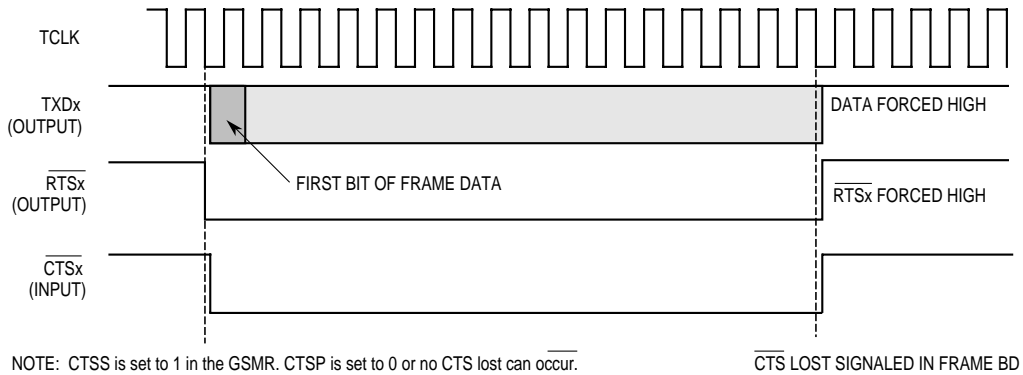 TCLK
TXDx
(OUTPUT)
DATA FORCED HIGH
FIRST BIT OF FRAME DATA
RTSx
(OUTPUT)
RTSx FORCED HIGH
CTSx
(INPUT)
NOTE: CTSS is set to 1 in the GSMR. CTSP is set to 0 or no CTS lost can occur.
CTS LOST SIGNALED IN FRAME BD